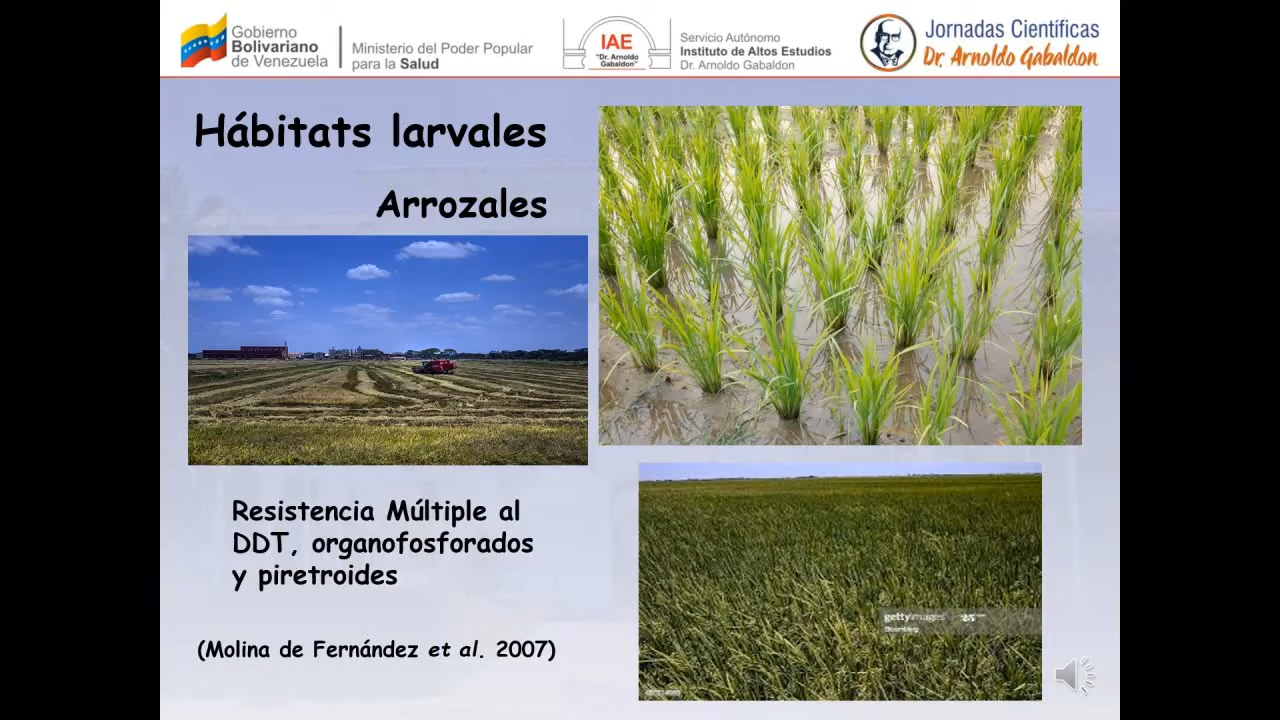 Gobierno
Bolivariano
de Venezuela
Ministerio del Poder Popular
para la Salud
IAE
"Dr. Arnoldo
Gabaldon"
Servicio Autónomo
Instituto de Altos Estudios
Dr. Arnoldo Gabaldon
Jornadas Científicas
Dr. Arnoldo Gabaldon
Hábitats larvales
Arrozales
Resistencia Múltiple al
DDT, organofosforados
y piretroides
(Molina de Fernández et al. 2007)
gettyimages
Bloomberg